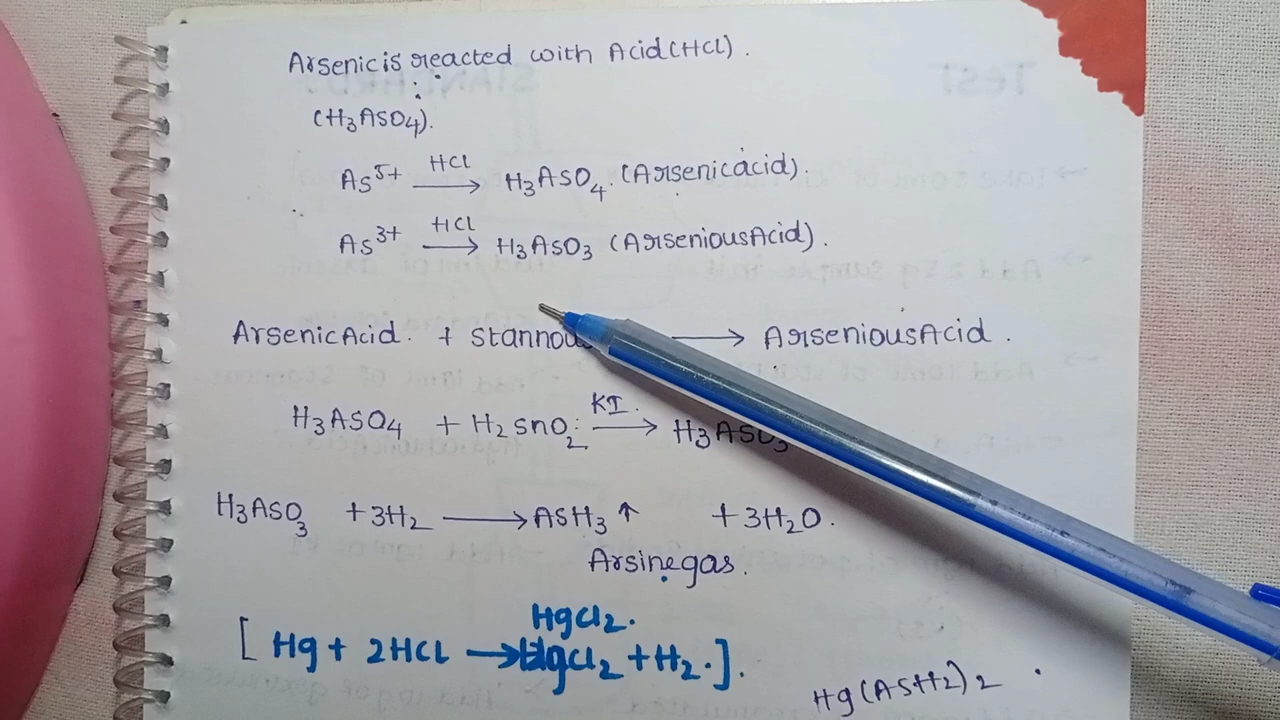 Arsenic is reacted with Acid (HCl).
(H3ASO4).
As5+ HCl → H3ASO4. (Arsenic acid).
As3+ HCl → H3AsO3 (Arsenious Acid).
Arsenic Acid. + → Arsenious Acid.
H3ASO4 + H2SnO2 KI. → H3ASO3
H3ASO3 + 3H2 → ASH3 ↑ + 3H2O.
Arsine gas.
HgCl2.
[Hg + 2HCl → HgCl2 + H2.].
Hg(ASH2)2